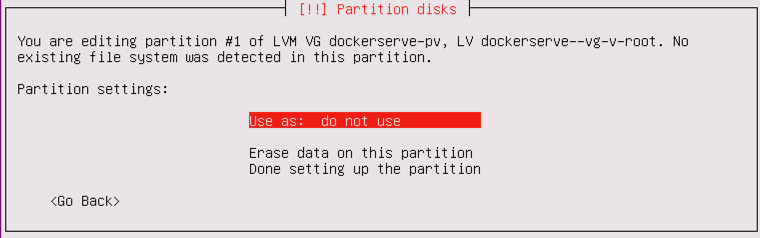 [!!] Partition disks
You are editing partition #1 of LVM VG dockerserve-pv, LV dockerserve--vg-v-root. No
existing file system was detected in this partition.
Partition settings:
Use as:  do not use
Erase data on this partition
Done setting up the partition
<Go Back>